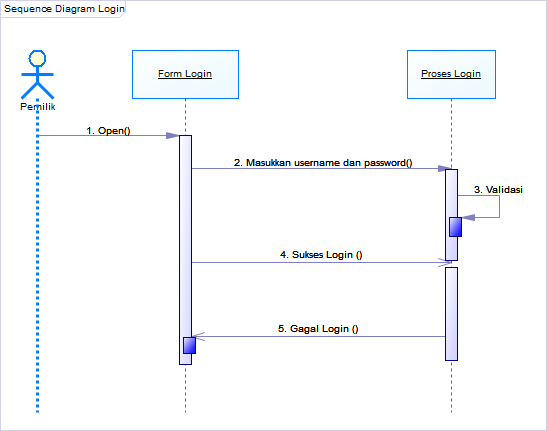 Sequence Diagram Login
Form Login
Proses Login
Pemilik
1. Open()
2. Masukkan username dan password()
3. Validasi
4. Sukses Login ()
5. Gagal Login ()